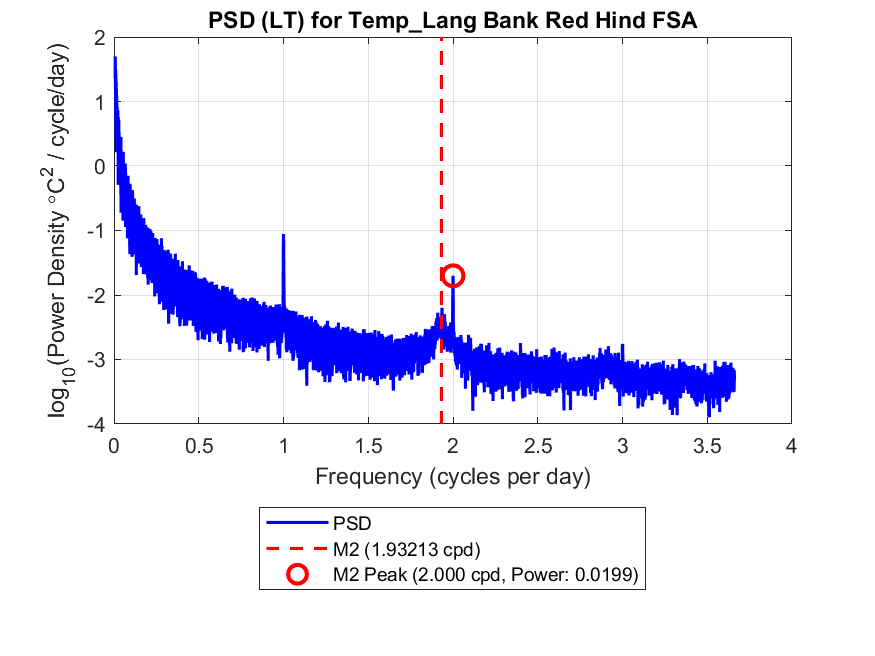 PSD (LT) for Temp_Lang Bank Red Hind FSA
log10(Power Density °C2 / cycle/day)
2
1
0
-1
-2
-3
-4
0 0.5 1 1.5 2 2.5 3 3.5 4
Frequency (cycles per day)
PSD
M2 (1.93213 cpd)
M2 Peak (2.000 cpd, Power: 0.0199)